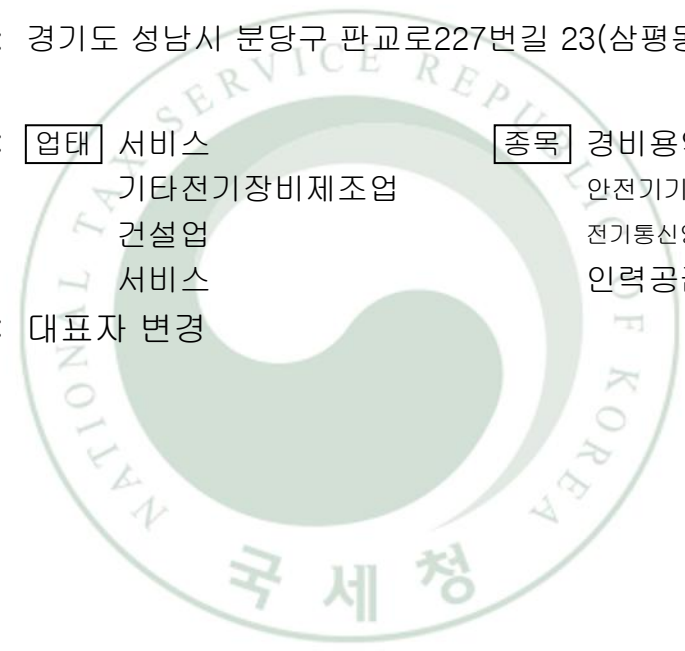 : 경기도 성남시 분당구 판교로227번길 23(삼평동
: 업태 서비스 종목 경비용역
기타전기장비제조업 안전기기
건설업 전기통신
서비스 인력공급
: 대표자 변경
NATIONAL TAX SERVICE REPUBLIC OF KOREA
국세청